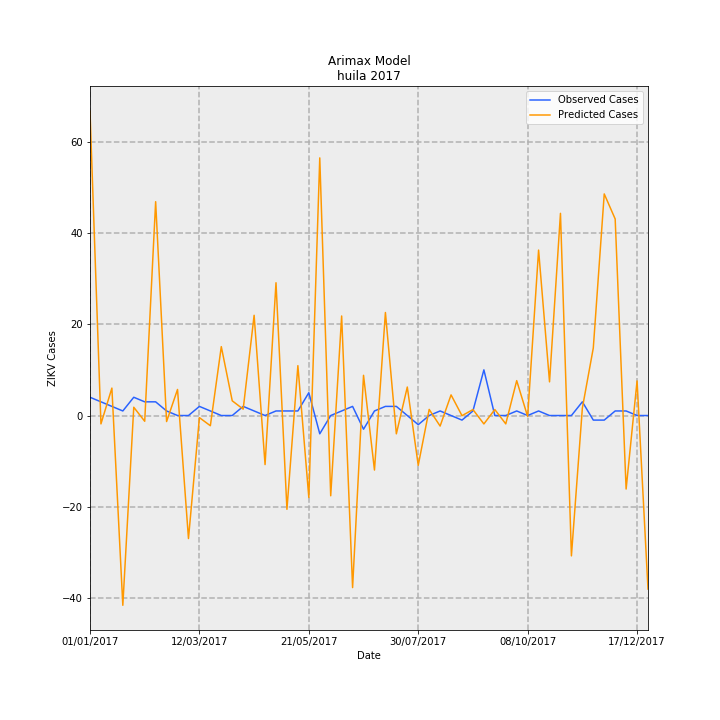 Arimax Model
huila 2017
Observed Cases
Predicted Cases
60
40
20
0
−20
−40
ZIKV Cases
01/01/2017
12/03/2017
21/05/2017
30/07/2017
08/10/2017
17/12/2017
Date